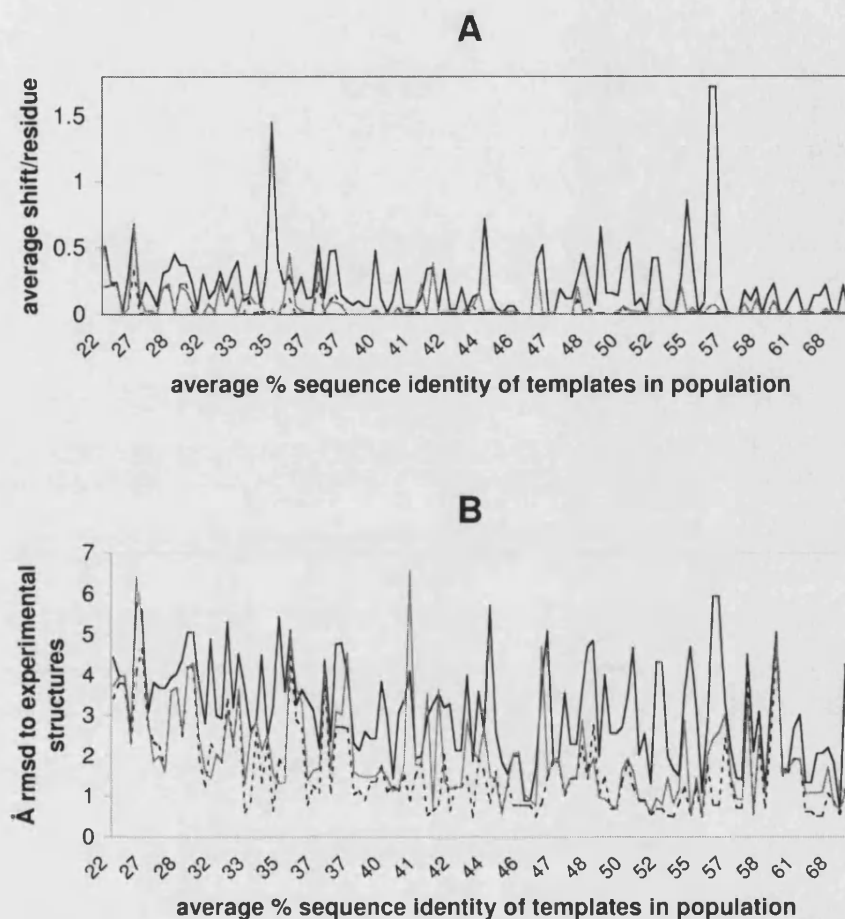 A
average shift/residue
1.5
1
0.5
0
22 27 28 32 33 35 37 37 40 41 42 44 46 47 48 50 52 55 57 58 61 68
average % sequence identity of templates in population
B
Å rmsd to experimental
structures
7
6
5
4
3
2
1
0
22 27 28 32 33 35 37 37 40 41 42 44 46 47 48 50 52 55 57 58 61 68
average % sequence identity of templates in population